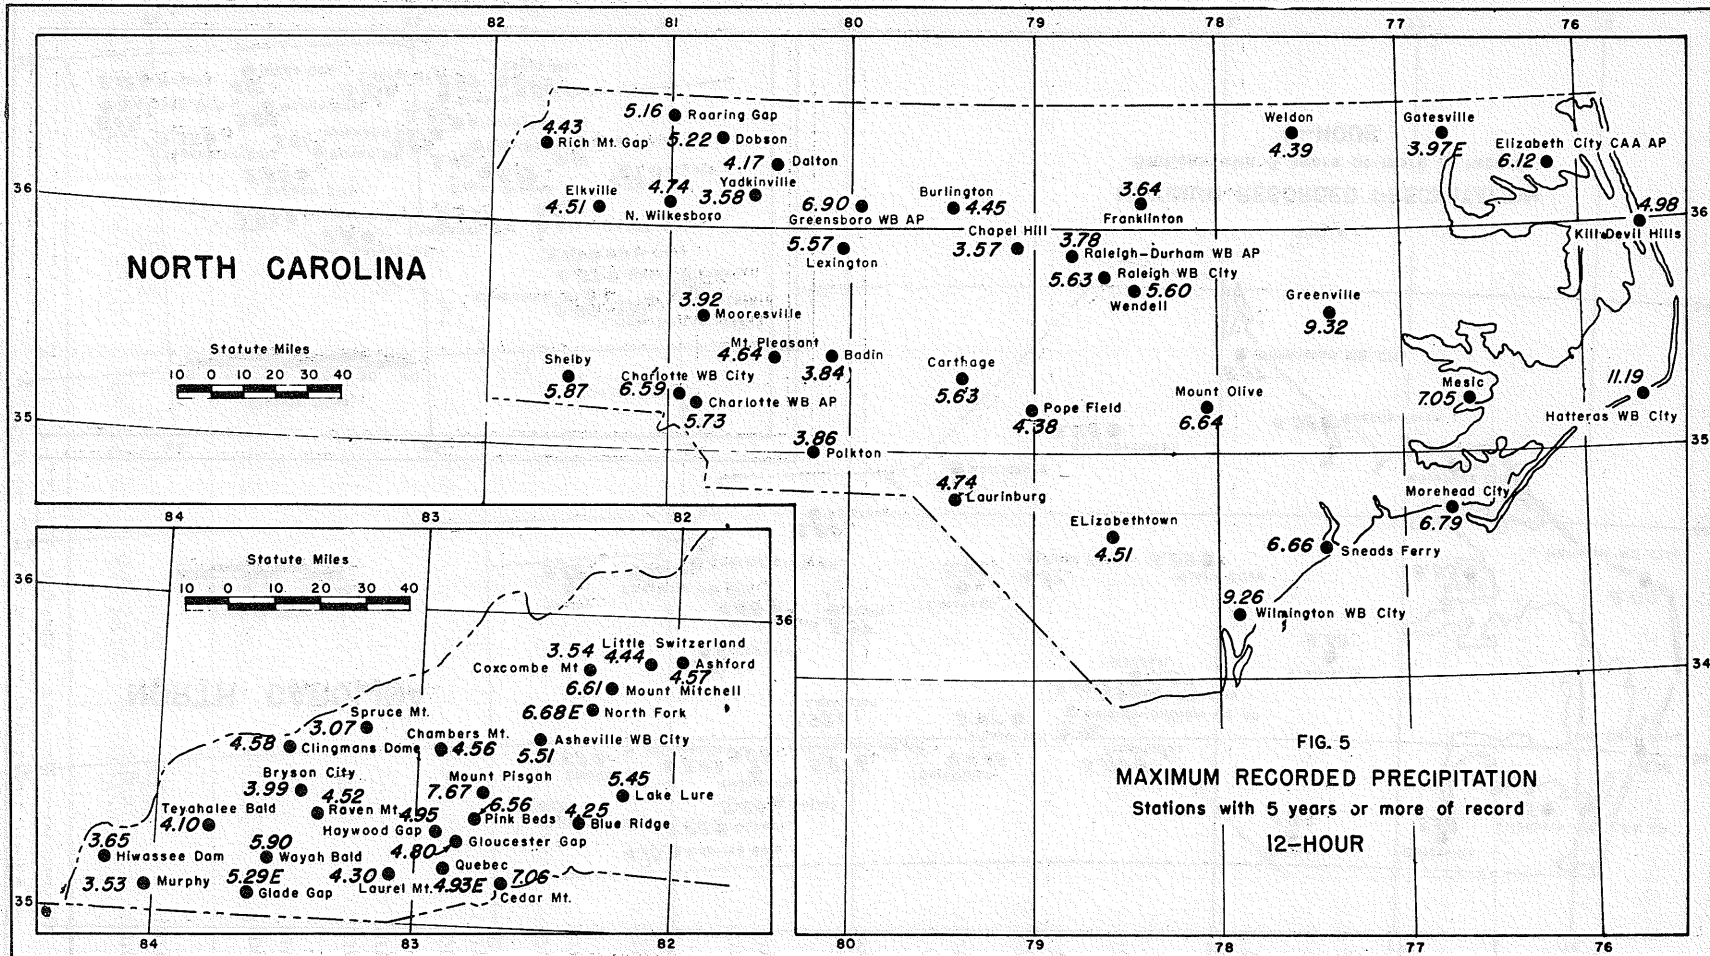 82 81 80 79 78 77 76
5.16 Roaring Gap
4.43
Rich Mt. Gap
5.22 Dobson
4.17 Dalton
Weldon
4.39
Gatesville
3.97E
Elizabeth City CAA AP
6.12
36
Elkville
4.51
4.74
N. Wilkesboro
Yadkinville
3.58
6.90
Greensboro WB AP
Burlington
4.45
3.64
Franklinton
4.98
Kill Devil Hills
36
5.57
Lexington
Chapel Hill
3.57
3.78
Raleigh-Durham WB AP
Raleigh WB City
5.63
5.60
Wendell
NORTH CAROLINA
3.92
Mooresville
Greenville
9.32
Statute Miles
10 0 10 20 30 40
Shelby
5.87
Mt. Pleasant
4.64
Badin
3.84
Charlotte WB City
6.59
Charlotte WB AP
5.73
Carthage
5.63
Pope Field
4.38
Mount Olive
6.64
Mesic
7.05
11.19
Hatteras WB City
35
3.86
Polkton
35
4.74
Laurinburg
Elizabethtown
4.51
Morehead City
6.79
6.66
Sneads Ferry
9.26
Wilmington WB City
34
84 83 82
Statute Miles
10 0 10 20 30 40
36
36
Little Switzerland
3.54
Coxcombe Mt
4.44
Ashford
4.57
6.61
Mount Mitchell
6.68E
North Fork
Spruce Mt.
3.07
4.58
Clingmans Dome
Chambers Mt.
4.56
Asheville WB City
5.51
Bryson City
3.99
Mount Pisgah
7.67
5.45
Lake Lure
Teyahalee Bald
4.10
4.52
Raven Mt.
4.95
Haywood Gap
6.56
Pink Beds
4.25
Blue Ridge
3.65
Hiwassee Dam
5.90
Wayah Bald
4.80
Gloucester Gap
3.53
Murphy
5.29E
Glade Gap
4.30
Laurel Mt.
Quebec
4.93E
7.06
Cedar Mt.
35
84 83 82
FIG. 5
MAXIMUM RECORDED PRECIPITATION
Stations with 5 years or more of record
12-HOUR
80 79 78 77 76